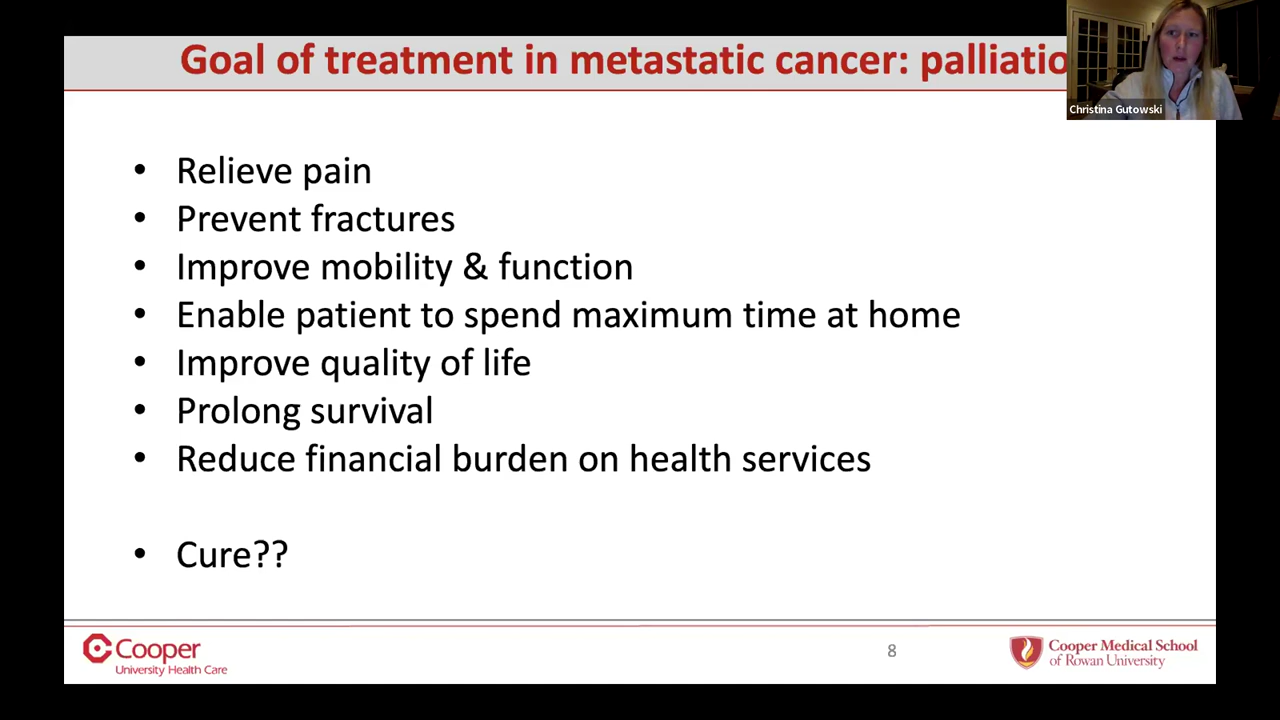 Goal of treatment in metastatic cancer: palliatio
Christina Gutowski
• Relieve pain
• Prevent fractures
• Improve mobility & function
• Enable patient to spend maximum time at home
• Improve quality of life
• Prolong survival
• Reduce financial burden on health services
• Cure??
Cooper
University Health Care
8
Cooper Medical School
of Rowan University